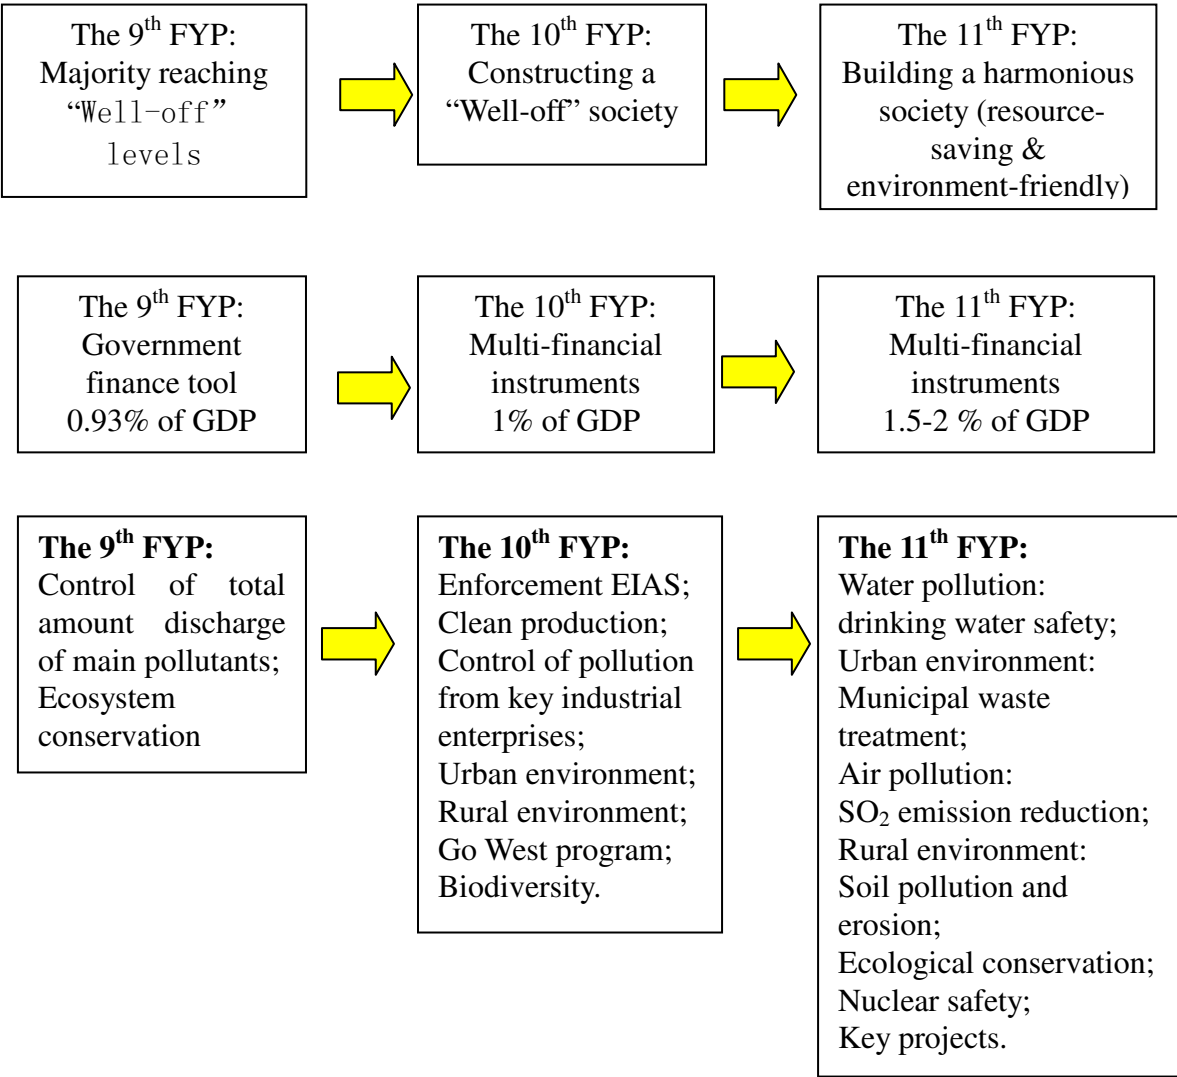 The 9th FYP:
Majority reaching
“Well-off”
levels
The 10th FYP:
Constructing a
“Well-off” society
The 11th FYP:
Building a harmonious
society (resource-
saving &
environment-friendly)
The 9th FYP:
Government
finance tool
0.93% of GDP
The 10th FYP:
Multi-financial
instruments
1% of GDP
The 11th FYP:
Multi-financial
instruments
1.5-2 % of GDP
The 9th FYP:
Control of total
amount discharge
of main pollutants;
Ecosystem
conservation
The 10th FYP:
Enforcement EIAS;
Clean production;
Control of pollution
from key industrial
enterprises;
Urban environment;
Rural environment;
Go West program;
Biodiversity.
The 11th FYP:
Water pollution:
drinking water safety;
Urban environment:
Municipal waste
treatment;
Air pollution:
SO2 emission reduction;
Rural environment:
Soil pollution and
erosion;
Ecological conservation;
Nuclear safety;
Key projects.